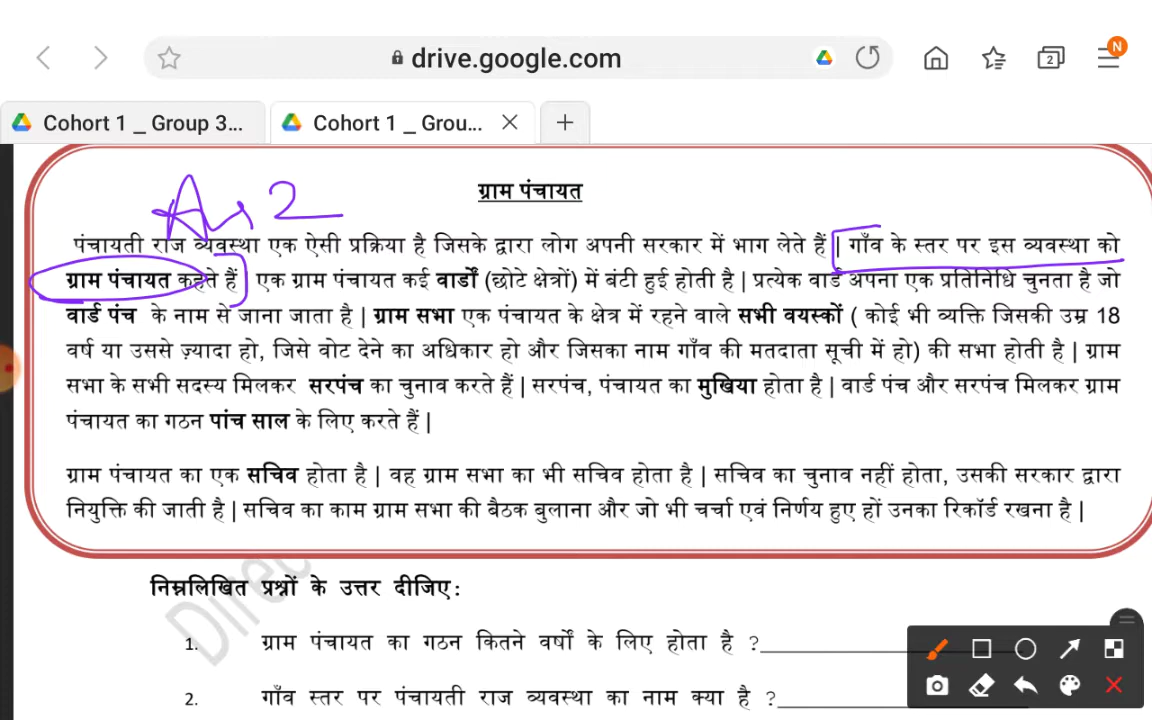 drive.google.com
2
N
Cohort 1 _ Group 3...
Cohort 1 _ Grou...
Ans 2
ग्राम पंचायत
पंचायती राज व्यवस्था एक ऐसी प्रक्रिया है जिसके द्वारा लोग अपनी सरकार में भाग लेते हैं | गाँव के स्तर पर इस व्यवस्था को
ग्राम पंचायत कहते हैं एक ग्राम पंचायत कई वार्डों (छोटे क्षेत्रों) में बंटी हुई होती है | प्रत्येक वार्ड अपना एक प्रतिनिधि चुनता है जो
वार्ड पंच के नाम से जाना जाता है | ग्राम सभा एक पंचायत के क्षेत्र में रहने वाले सभी वयस्कों ( कोई भी व्यक्ति जिसकी उम्र 18
वर्ष या उससे ज़्यादा हो, जिसे वोट देने का अधिकार हो और जिसका नाम गाँव की मतदाता सूची में हो) की सभा होती है | ग्राम
सभा के सभी सदस्य मिलकर सरपंच का चुनाव करते हैं | सरपंच, पंचायत का मुखिया होता है | वार्ड पंच और सरपंच मिलकर ग्राम
पंचायत का गठन पांच साल के लिए करते हैं |
ग्राम पंचायत का एक सचिव होता है | वह ग्राम सभा का भी सचिव होता है | सचिव का चुनाव नहीं होता, उसकी सरकार द्वारा
नियुक्ति की जाती है | सचिव का काम ग्राम सभा की बैठक बुलाना और जो भी चर्चा एवं निर्णय हुए हों उनका रिकॉर्ड रखना है |
निम्नलिखित प्रश्नों के उत्तर दीजिए:
1. ग्राम पंचायत का गठन कितने वर्षों के लिए होता है ?
2. गाँव स्तर पर पंचायती राज व्यवस्था का नाम क्या है ?